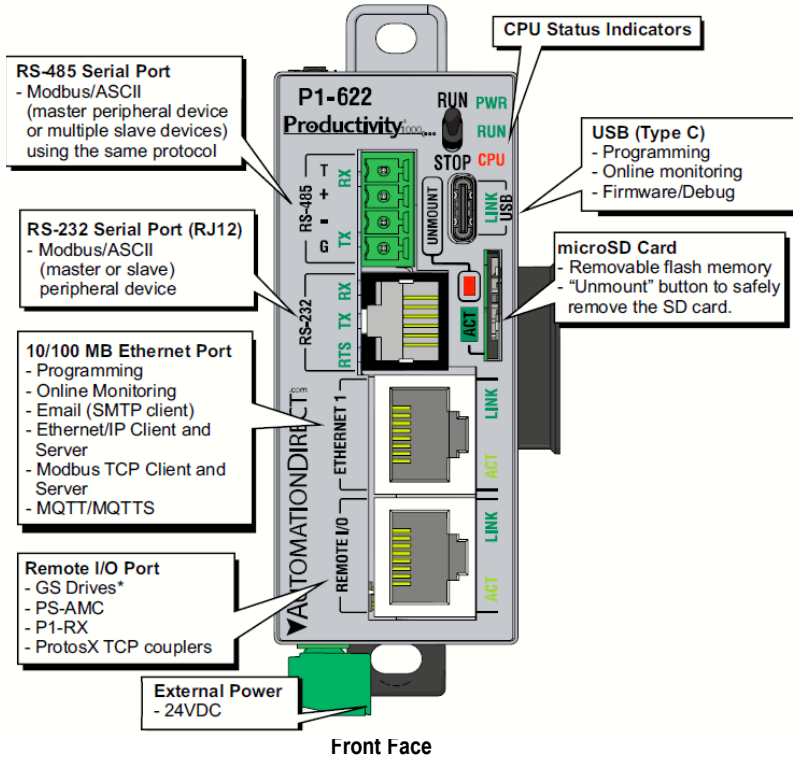 CPU Status Indicators
RS-485 Serial Port
- Modbus/ASCII
(master peripheral device
or multiple slave devices)
using the same protocol
RS-232 Serial Port (RJ12)
- Modbus/ASCII
(master or slave)
peripheral device
10/100 MB Ethernet Port
- Programming
- Online Monitoring
- Email (SMTP client)
- Ethernet/IP Client and
Server
- Modbus TCP Client and
Server
- MQTT/MQTTS
Remote I/O Port
- GS Drives*
- PS-AMC
- P1-RX
- ProtosX TCP couplers
External Power
- 24VDC
USB (Type C)
- Programming
- Online monitoring
- Firmware/Debug
microSD Card
- Removable flash memory
- “Unmount” button to safely
remove the SD card.
P1-622
Productivity1000
RUN
STOP
PWR
RUN
CPU
RS-485
T
+
-
G
RX
TX
UNMOUNT
LINK
USB
RS-232
RX
TX
RTS
ACT
ETHERNET 1
LINK
ACT
REMOTE I/O
LINK
ACT
AUTOMATIONDIRECT.com
Front Face